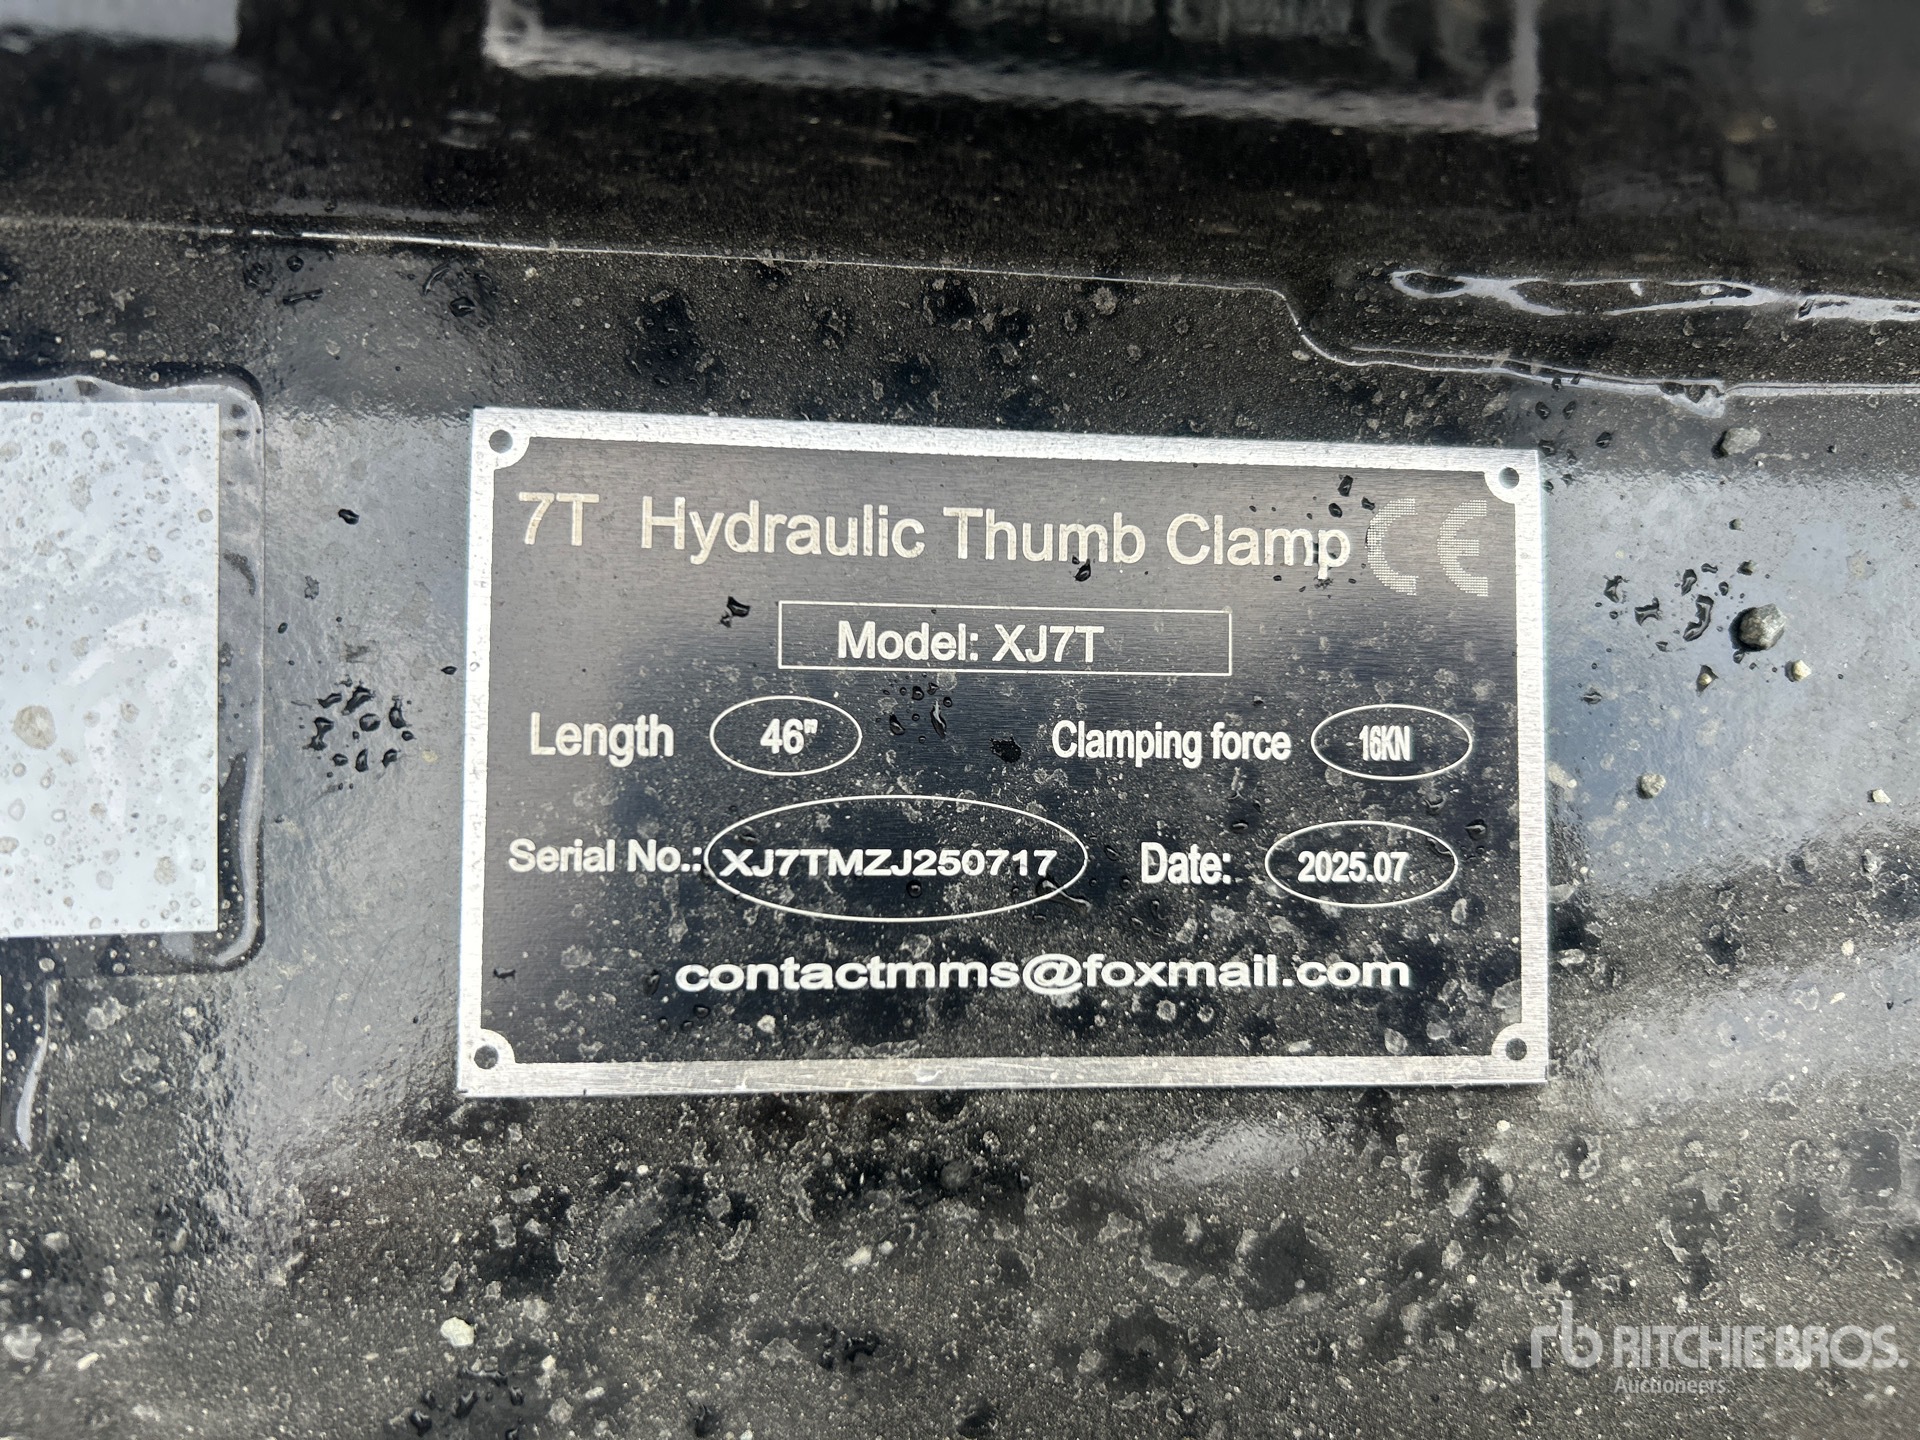 7T Hydraulic Thumb Clamp CE
Model: XJ7T
Length 46" Clamping force 16KN
Serial No.: XJ7TMZJ250717 Date: 2025.07
contactmms@foxmail.com
rb RITCHIE BROS.
Auctioneers